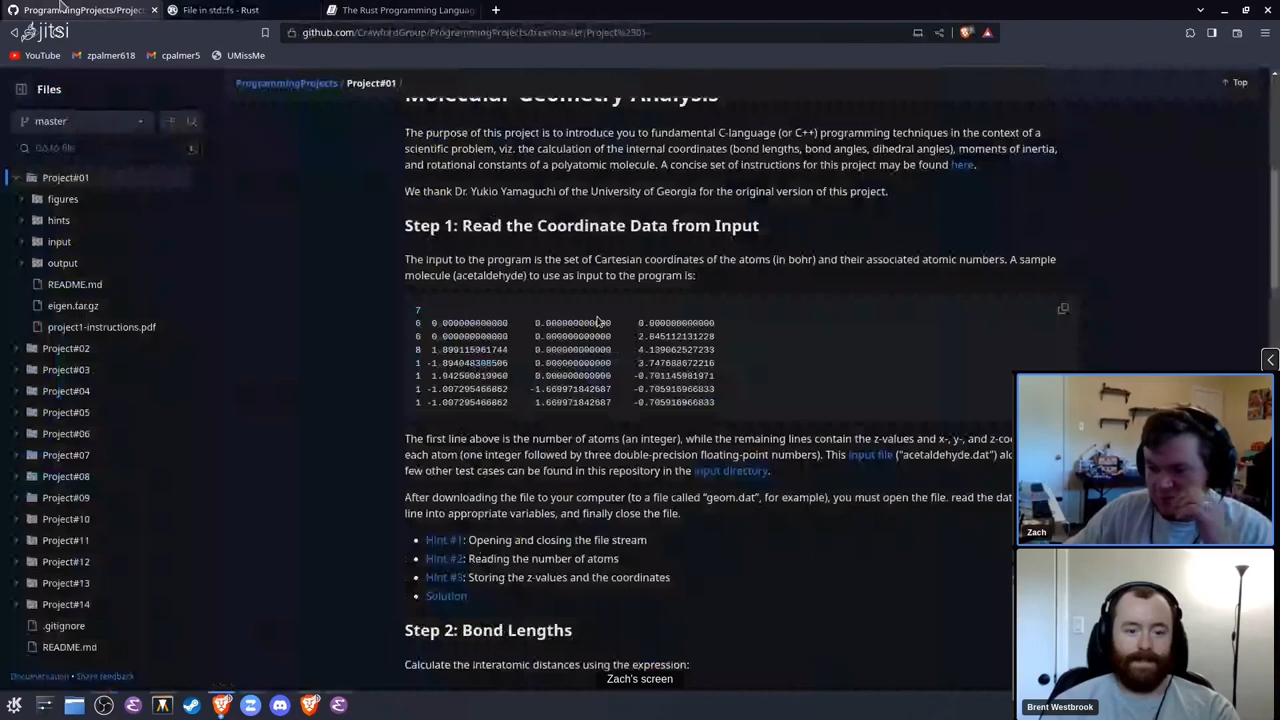 ProgrammingProjects/Project
File in std::fs - Rust
The Rust Programming Languag
jitsi
github.com/CrawfordGroup/ProgrammingProjects/tree/master/Project%2301
YouTube
zpalmer618
cpalmer5
UMissMe
Files
ProgrammingProjects / Project#01 /
Top
master
Go to file
Project#01
figures
hints
input
output
README.md
eigen.tar.gz
project1-instructions.pdf
Project#02
Project#03
Project#04
Project#05
Project#06
Project#07
Project#08
Project#09
Project#10
Project#11
Project#12
Project#13
Project#14
.gitignore
README.md
Documentation • Share feedback
Molecular Geometry Analysis
The purpose of this project is to introduce you to fundamental C-language (or C++) programming techniques in the context of a
scientific problem, viz. the calculation of the internal coordinates (bond lengths, bond angles, dihedral angles), moments of inertia,
and rotational constants of a polyatomic molecule. A concise set of instructions for this project may be found here.
We thank Dr. Yukio Yamaguchi of the University of Georgia for the original version of this project.
Step 1: Read the Coordinate Data from Input
The input to the program is the set of Cartesian coordinates of the atoms (in bohr) and their associated atomic numbers. A sample
molecule (acetaldehyde) to use as input to the program is:
7
6 0.000000000000 0.000000000000 0.000000000000
6 0.000000000000 0.000000000000 2.845112131228
8 1.899115961744 0.000000000000 4.139062527233
1 -1.894048308506 0.000000000000 3.747688672216
1 1.942500819960 0.000000000000 -0.701145981971
1 -1.007295466862 -1.669971842687 -0.705916966833
1 -1.007295466862 1.669971842687 -0.705916966833
The first line above is the number of atoms (an integer), while the remaining lines contain the z-values and x-, y-, and z-coo
each atom (one integer followed by three double-precision floating-point numbers). This input file ("acetaldehyde.dat") alo
few other test cases can be found in this repository in the input directory.
After downloading the file to your computer (to a file called “geom.dat”, for example), you must open the file, read the dat
line into appropriate variables, and finally close the file.
• Hint #1: Opening and closing the file stream
• Hint #2: Reading the number of atoms
• Hint #3: Storing the z-values and the coordinates
• Solution
Step 2: Bond Lengths
Calculate the interatomic distances using the expression:
Zach's screen
Zach
Brent Westbrook